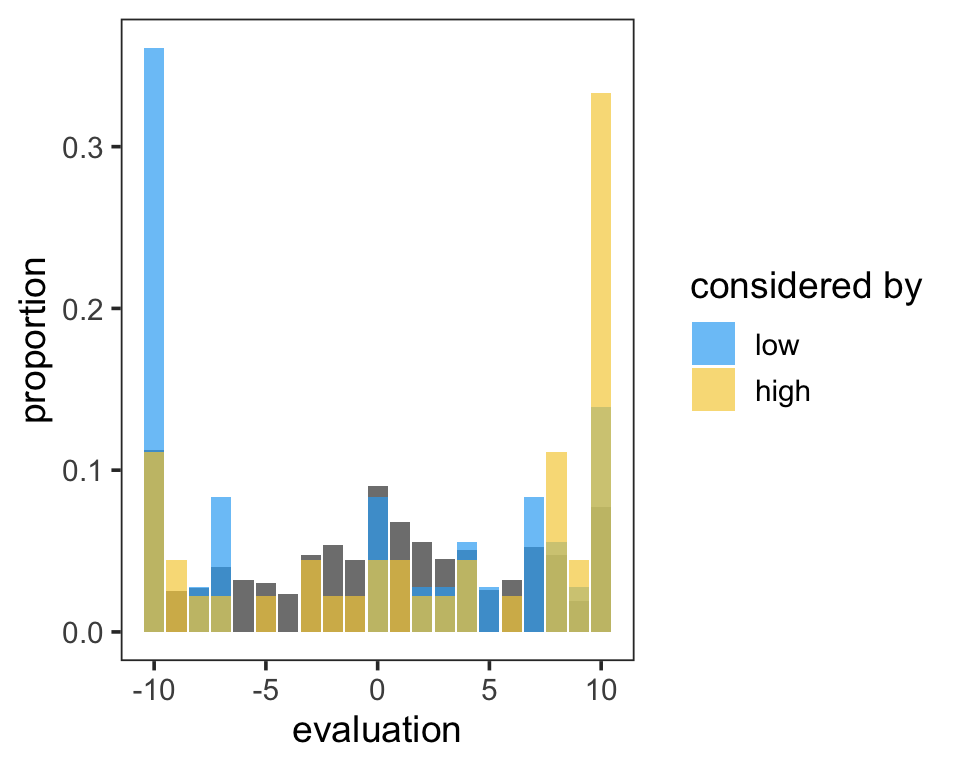 0.3
0.2
0.1
0.0
proportion
-10 -5 0 5 10
evaluation
considered by
low
high